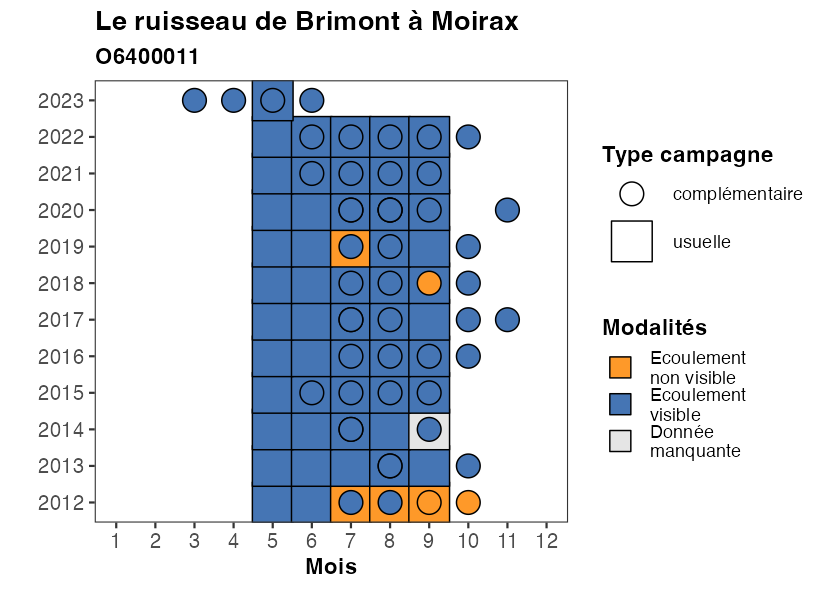 Le ruisseau de Brimont à Moirax
O6400011
2023
2022
2021
2020
2019
2018
2017
2016
2015
2014
2013
2012
1 2 3 4 5 6 7 8 9 10 11 12
Mois
Type campagne
complémentaire
usuelle
Modalités
Ecoulement
non visible
Ecoulement
visible
Donnée
manquante